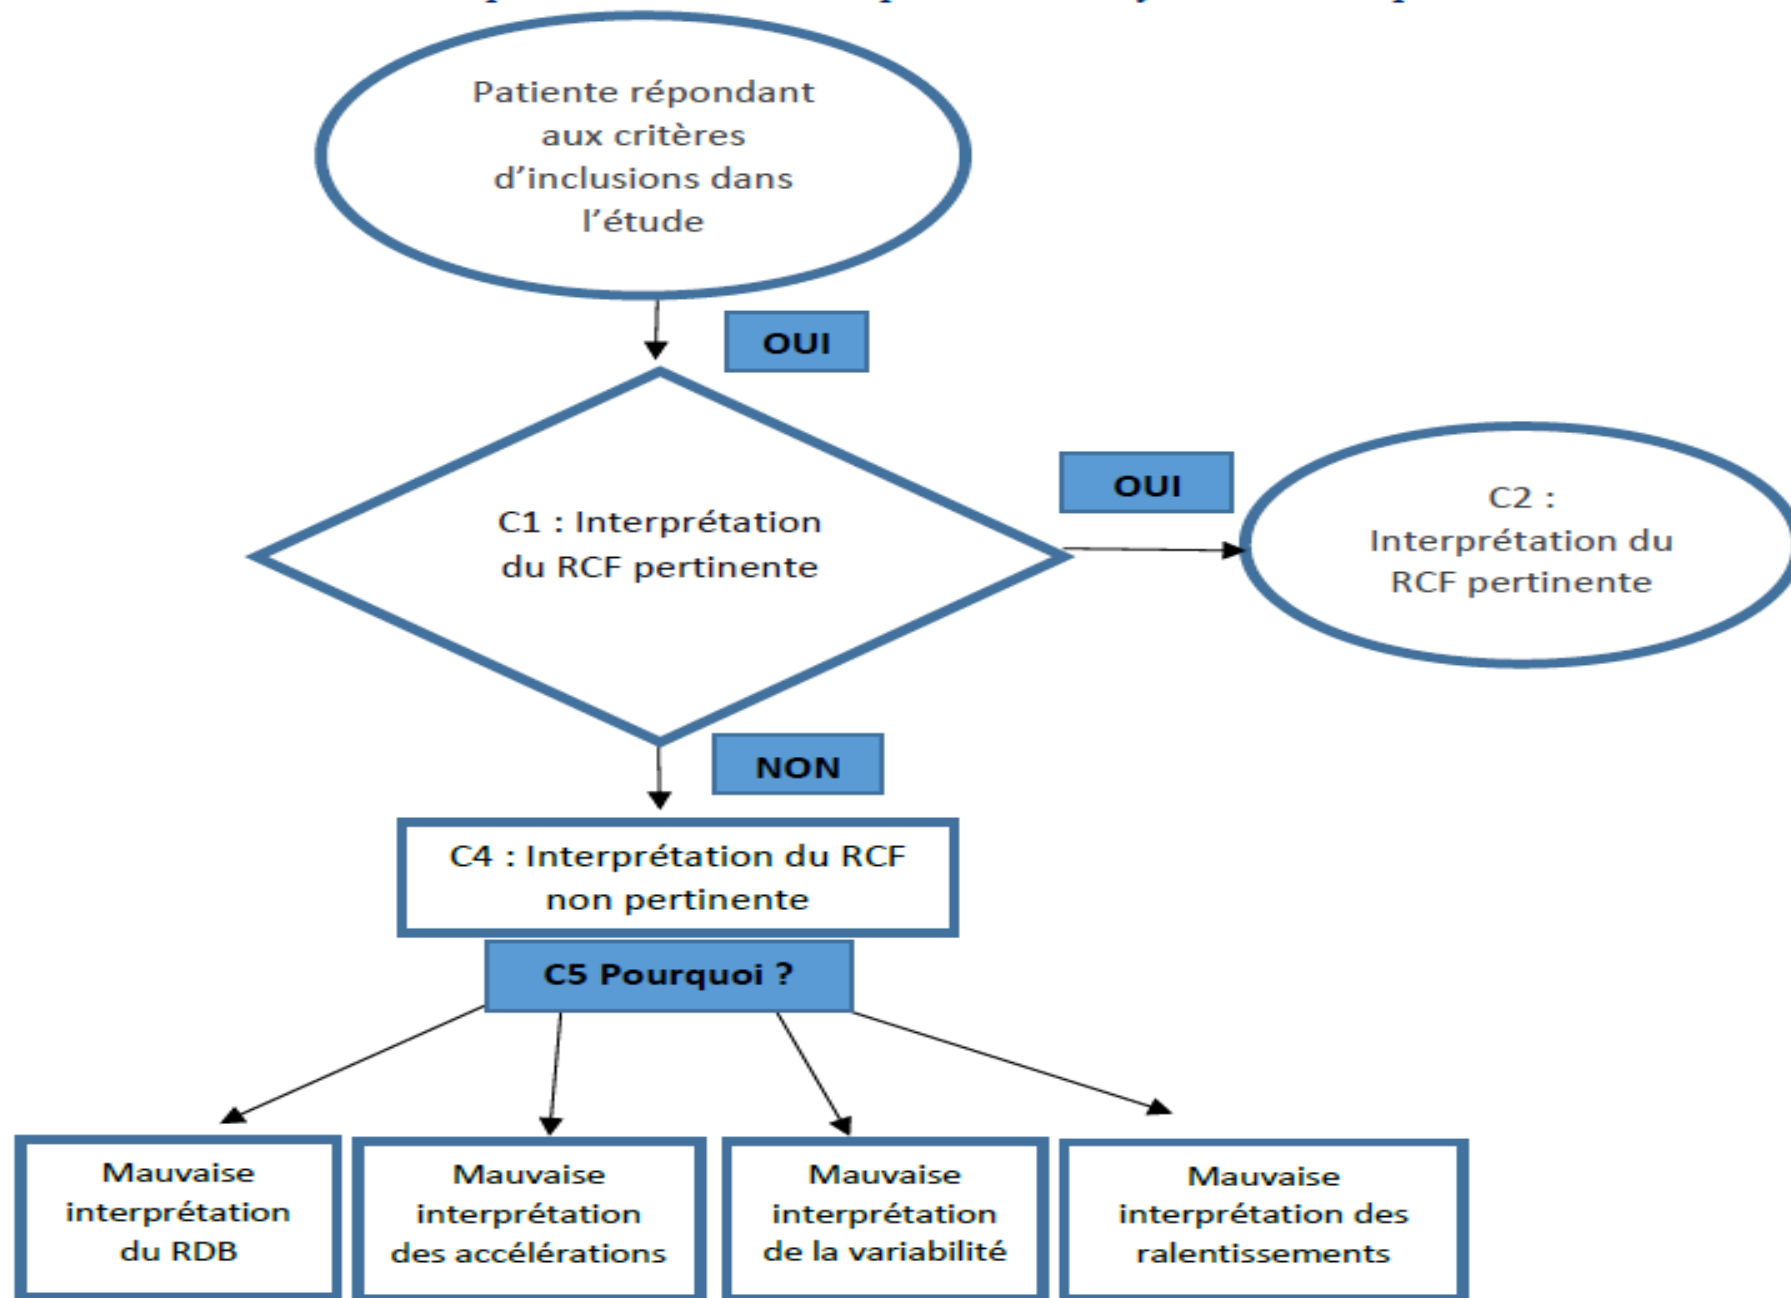 Patiente répondant
aux critères
d'inclusions dans
l'étude
OUI
C1 : Interprétation
du RCF pertinente
OUI
C2 :
Interprétation du
RCF pertinente
NON
C4 : Interprétation du RCF
non pertinente
C5 Pourquoi ?
Mauvaise
interprétation
du RDB
Mauvaise
interprétation
des accélérations
Mauvaise
interprétation
de la variabilité
Mauvaise
interprétation des
ralentissements